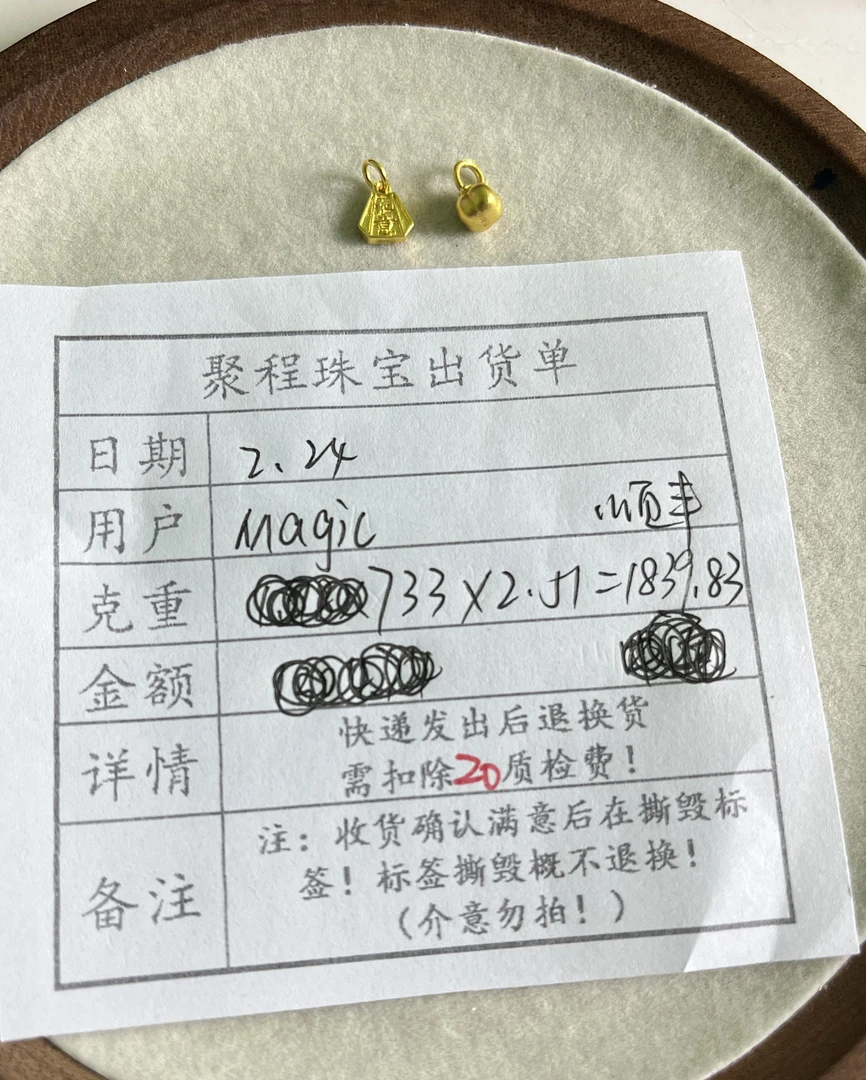 如意
聚程珠宝出货单
日期 2.24
用户 Magic 顺丰
克重 733×2.51=1839.83
金额
详情 快递发出后退换货
需扣除20质检费！
备注 注：收货确认满意后在撕毁标
签！标签撕毁概不退换！
（介意勿拍！）